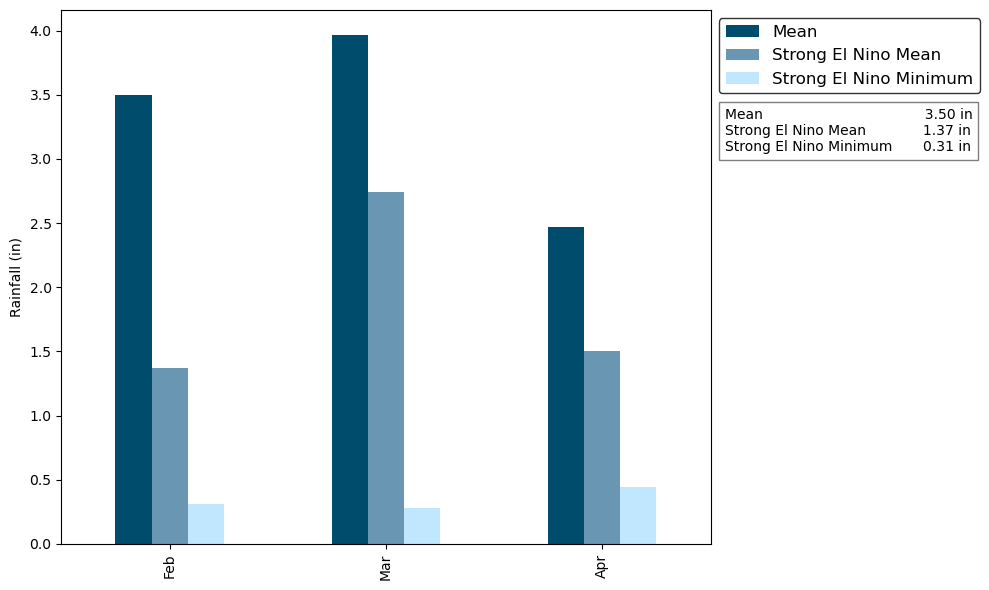 4.0
3.5
3.0
2.5
2.0
1.5
1.0
0.5
0.0
Rainfall (in)
Feb
Mar
Apr
Mean
Strong El Nino Mean
Strong El Nino Minimum
Mean 3.50 in
Strong El Nino Mean 1.37 in
Strong El Nino Minimum 0.31 in